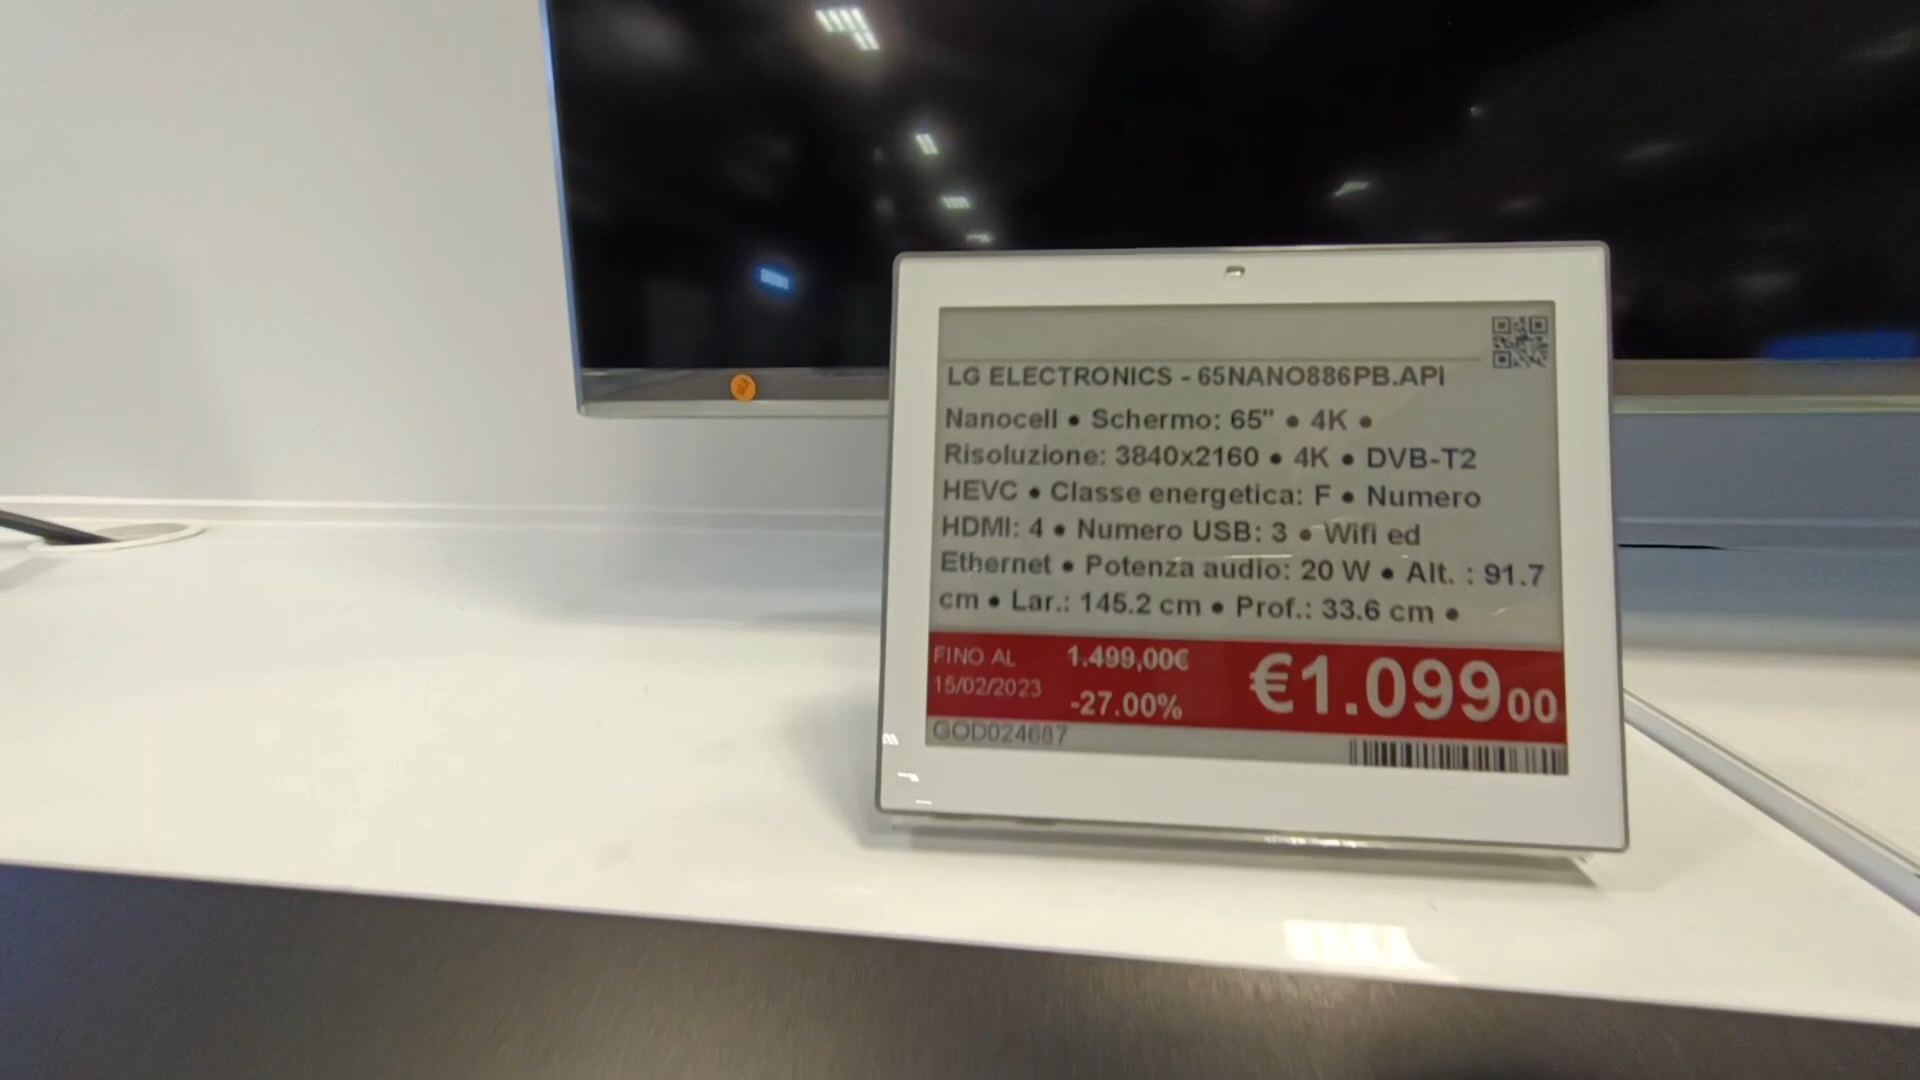 LG ELECTRONICS - 65NANO886PB.API
Nanocell • Schermo: 65" • 4K •
Risoluzione: 3840x2160 • 4K • DVB-T2
HEVC • Classe energetica: F • Numero
HDMI: 4 • Numero USB: 3 • Wifi ed
Ethernet • Potenza audio: 20 W • Alt. : 91.7
cm • Lar.: 145.2 cm • Prof.: 33.6 cm •
FINO AL
15/02/2023
1.499,00€
-27.00%
€1.09900
GOD024687